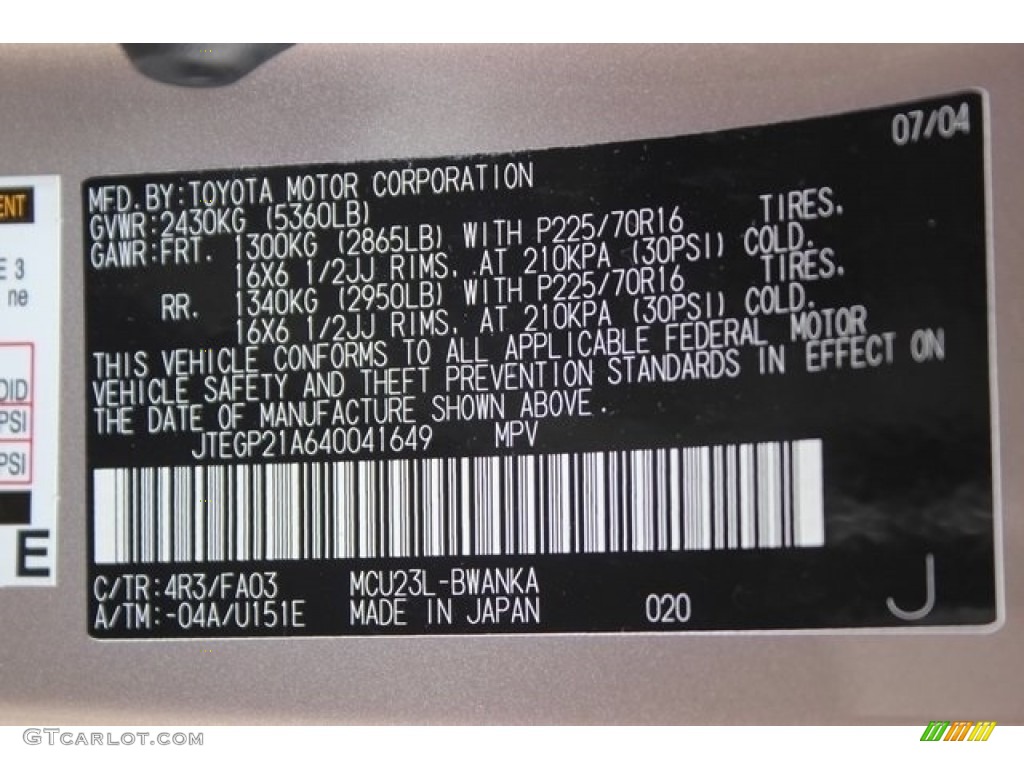 07/04
MFD. BY: TOYOTA MOTOR CORPORATION
GVWR: 2430KG (5360LB)
GAWR: FRT. 1300KG (2865LB) WITH P225/70R16 TIRES.
16X6 1/2JJ RIMS, AT 210KPA (30PSI) COLD.
RR. 1340KG (2950LB) WITH P225/70R16 TIRES.
16X6 1/2JJ RIMS, AT 210KPA (30PSI) COLD.
THIS VEHICLE CONFORMS TO ALL APPLICABLE FEDERAL MOTOR
VEHICLE SAFETY AND THEFT PREVENTION STANDARDS IN EFFECT ON
THE DATE OF MANUFACTURE SHOWN ABOVE.
JTEGP21A640041649 MPV
C/TR: 4R3/FA03 MCU23L-BWANKA
A/TM: -04A/U151E MADE IN JAPAN 020 J
ENT
E 3
ne
OID
PSI
PSI
E
GTCARLOT.COM